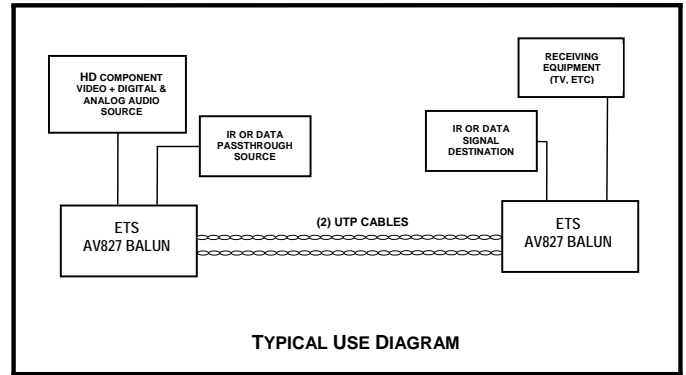 HD COMPONENT
VIDEO + DIGITAL &
ANALOG AUDIO
SOURCE
IR OR DATA
PASSTHROUGH
SOURCE
RECEIVING
EQUIPMENT
(TV, ETC)
IR OR DATA
SIGNAL
DESTINATION
ETS
AV827 BALUN
(2) UTP CABLES
ETS
AV827 BALUN
TYPICAL USE DIAGRAM